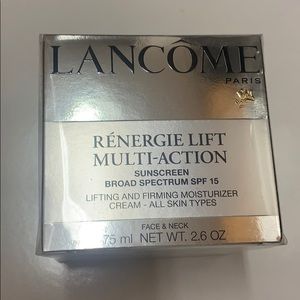 LANCÔME
PARIS
RÉNERGIE LIFT
MULTI-ACTION
SUNSCREEN
BROAD SPECTRUM SPF 15
LIFTING AND FIRMING MOISTURIZER
CREAM - ALL SKIN TYPES
FACE & NECK
75 ml NET WT. 2.6 OZ